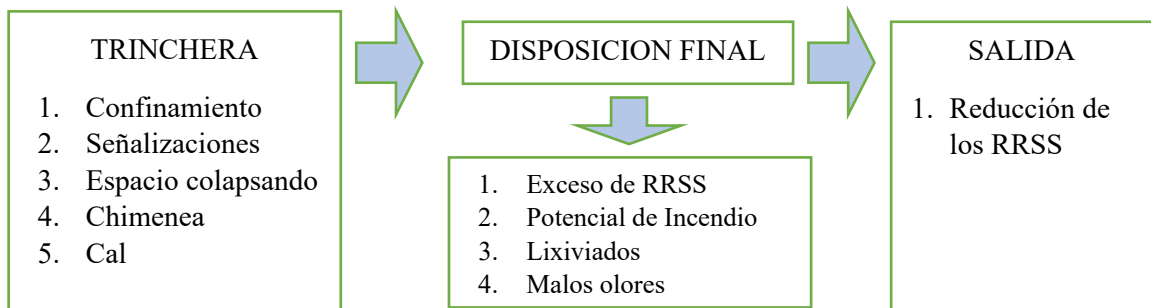 TRINCHERA
1. Confinamiento
2. Señalizaciones
3. Espacio colapsando
4. Chimenea
5. Cal
DISPOSICION FINAL
1. Exceso de RRSS
2. Potencial de Incendio
3. Lixiviados
4. Malos olores
SALIDA
1. Reducción de
los RRSS